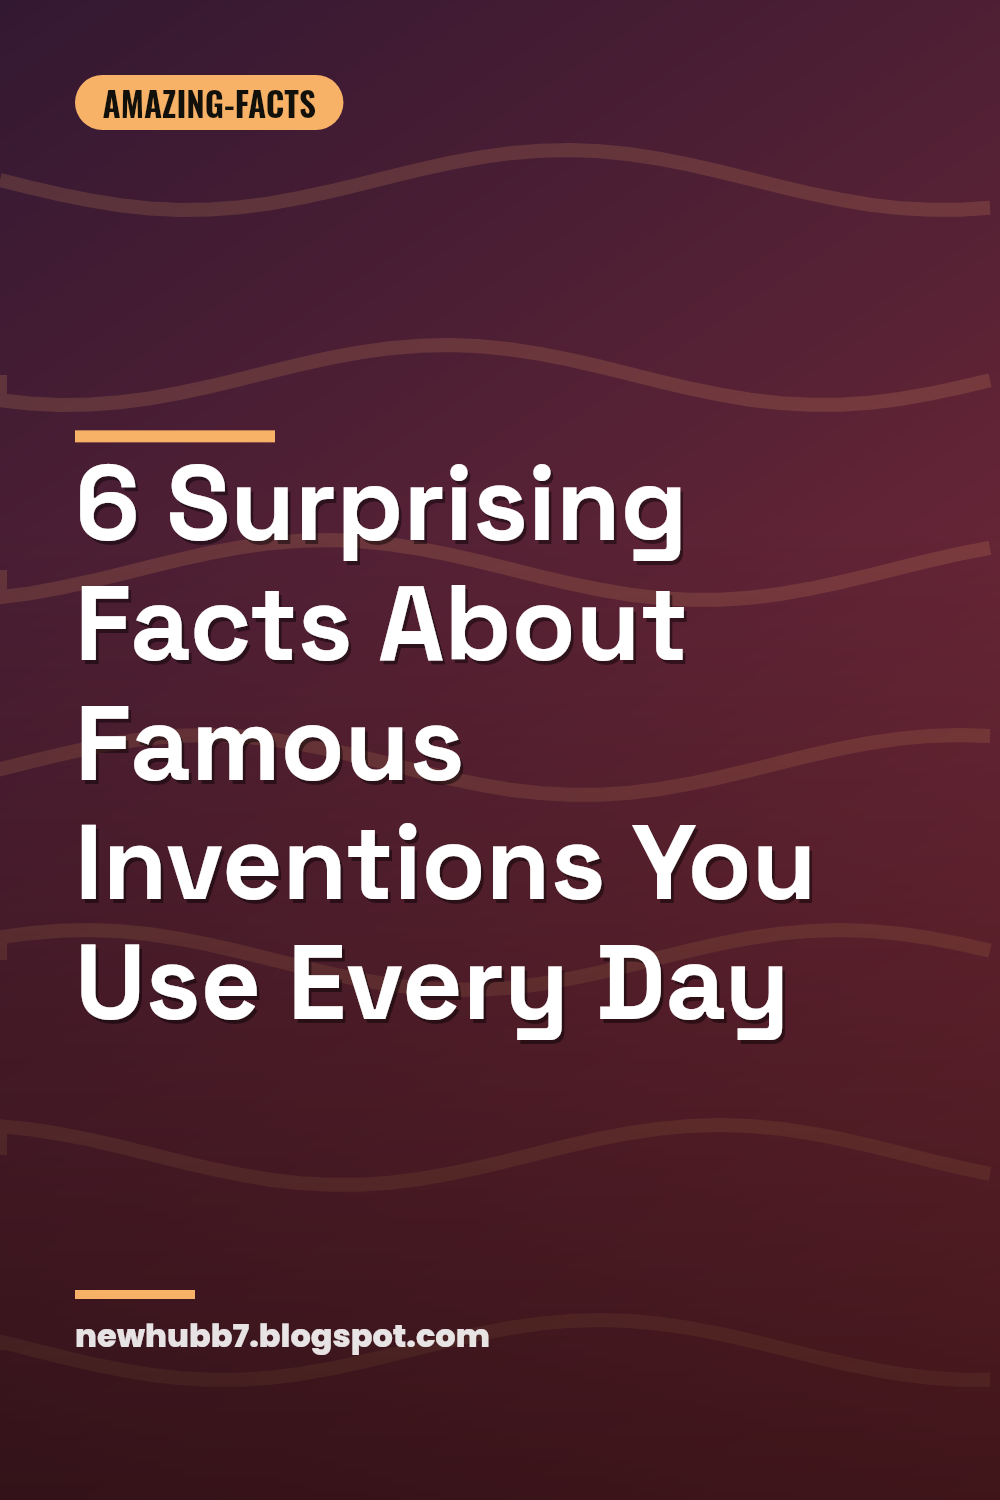 AMAZING-FACTS
6 Surprising
Facts About
Famous
Inventions You
Use Every Day
newhubb7.blogspot.com